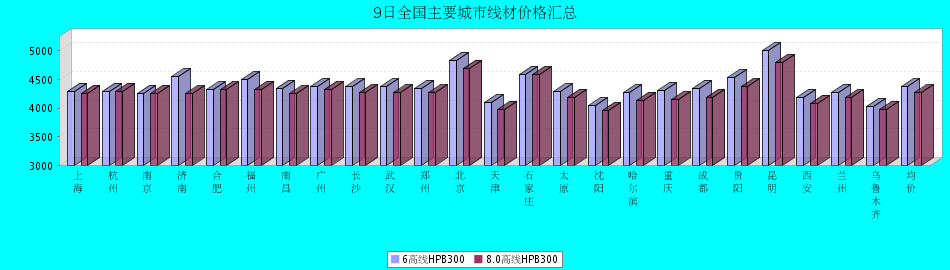 9日全国主要城市线材价格汇总
5000
4500
4000
3500
3000
上海
杭州
南京
济南
合肥
福州
南昌
广州
长沙
武汉
郑州
北京
天津
石家庄
太原
沈阳
哈尔滨
重庆
成都
贵阳
昆明
西安
兰州
乌鲁木齐
均价
6高线HPB300
8.0高线HPB300